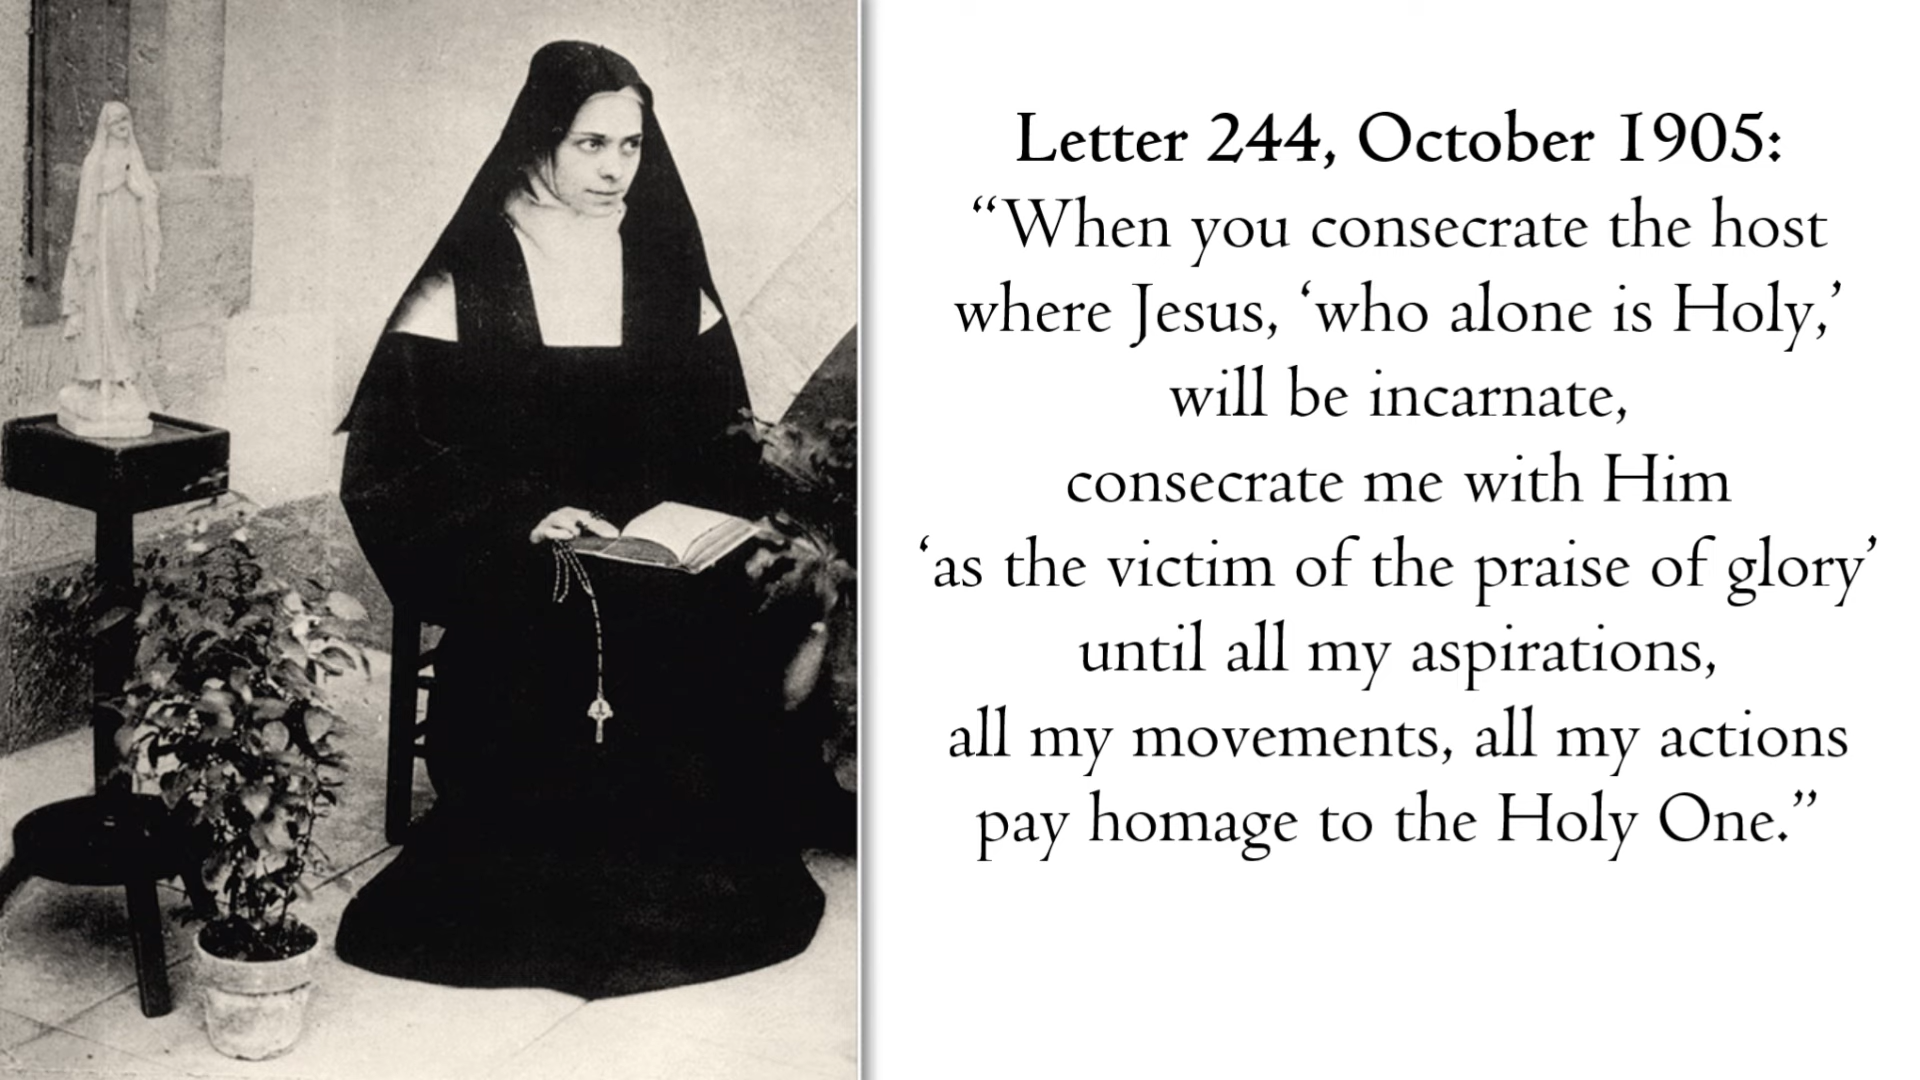 Letter 244, October 1905:
“When you consecrate the host
where Jesus, ‘who alone is Holy,’
will be incarnate,
consecrate me with Him
‘as the victim of the praise of glory’
until all my aspirations,
all my movements, all my actions
pay homage to the Holy One.”